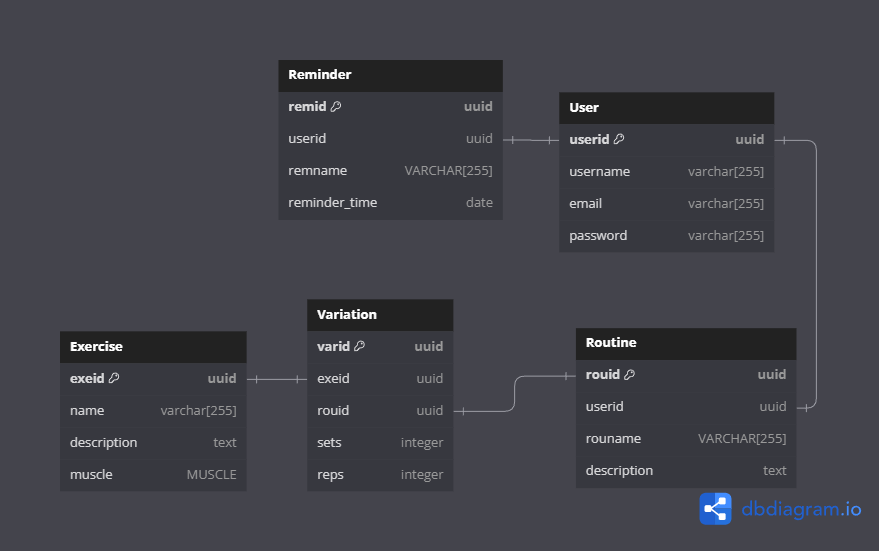 Reminder
remid uuid
userid uuid
remname VARCHAR[255]
reminder_time date
User
userid uuid
username varchar[255]
email varchar[255]
password varchar[255]
Exercise
exeid uuid
name varchar[255]
description text
muscle MUSCLE
Variation
varid uuid
exeid uuid
rouid uuid
sets integer
reps integer
Routine
rouid uuid
userid uuid
rouname VARCHAR[255]
description text
dbdiagram.io